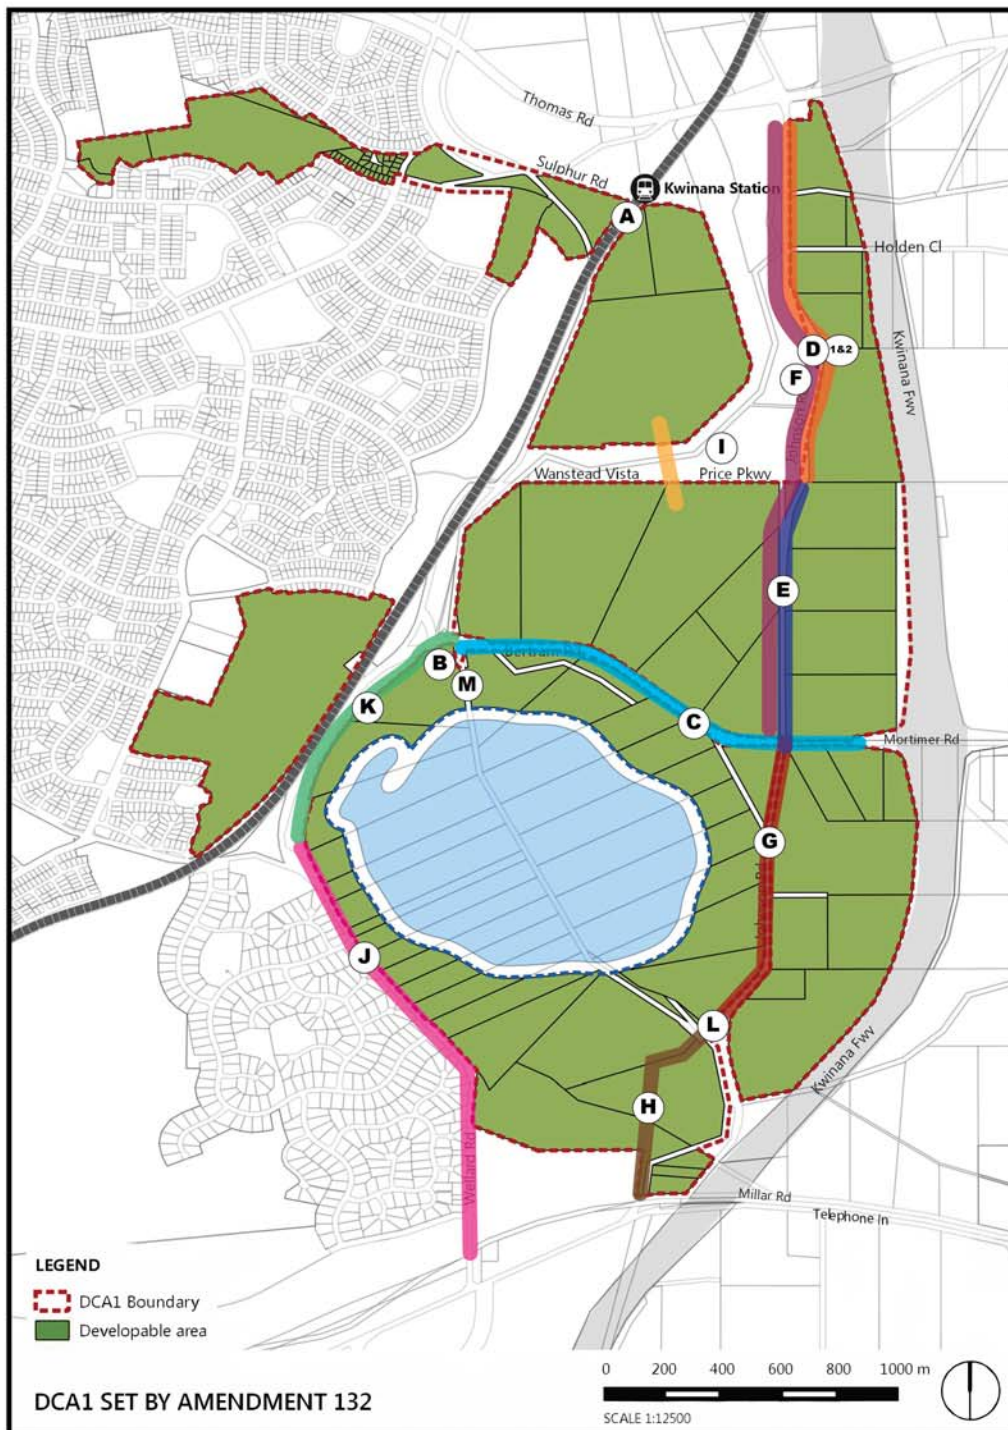 Thomas Rd
Sulphur Rd
Kwinana Station
A
Holden Cl
D
1&2
Kwinana Fwy
F
I
Wanstead Vista
Price Pkwy
E
B
Bertram Rd
M
K
C
Mortimer Rd
G
J
L
Kwinana Fwy
H
Wellard Rd
Millar Rd
Telephone ln
LEGEND
DCA1 Boundary
Developable area
DCA1 SET BY AMENDMENT 132
0 200 400 600 800 1000 m
SCALE 1:12500